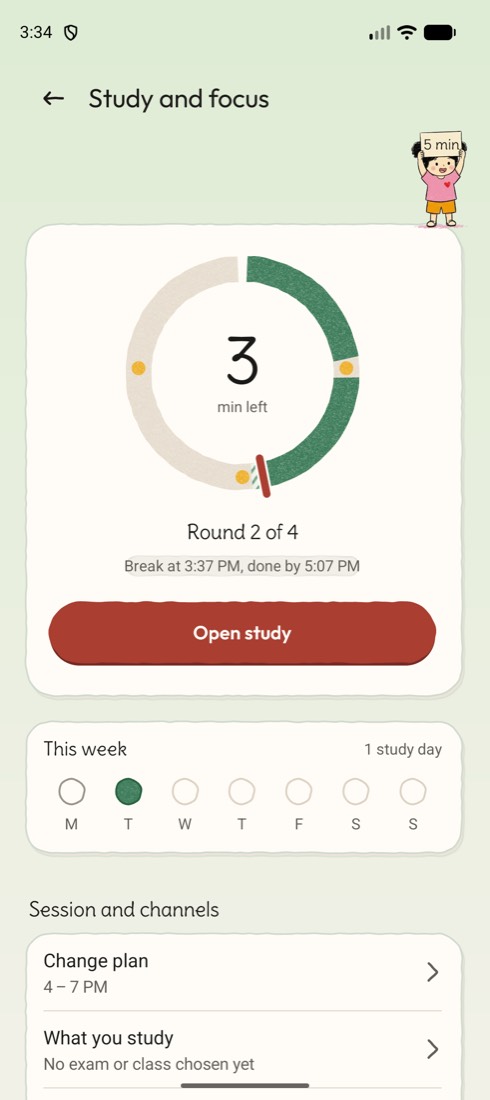 3:34
Study and focus
5 min
3
min left
Round 2 of 4
Break at 3:37 PM, done by 5:07 PM
Open study
This week
1 study day
M T W T F S S
Session and channels
Change plan
4 – 7 PM
What you study
No exam or class chosen yet